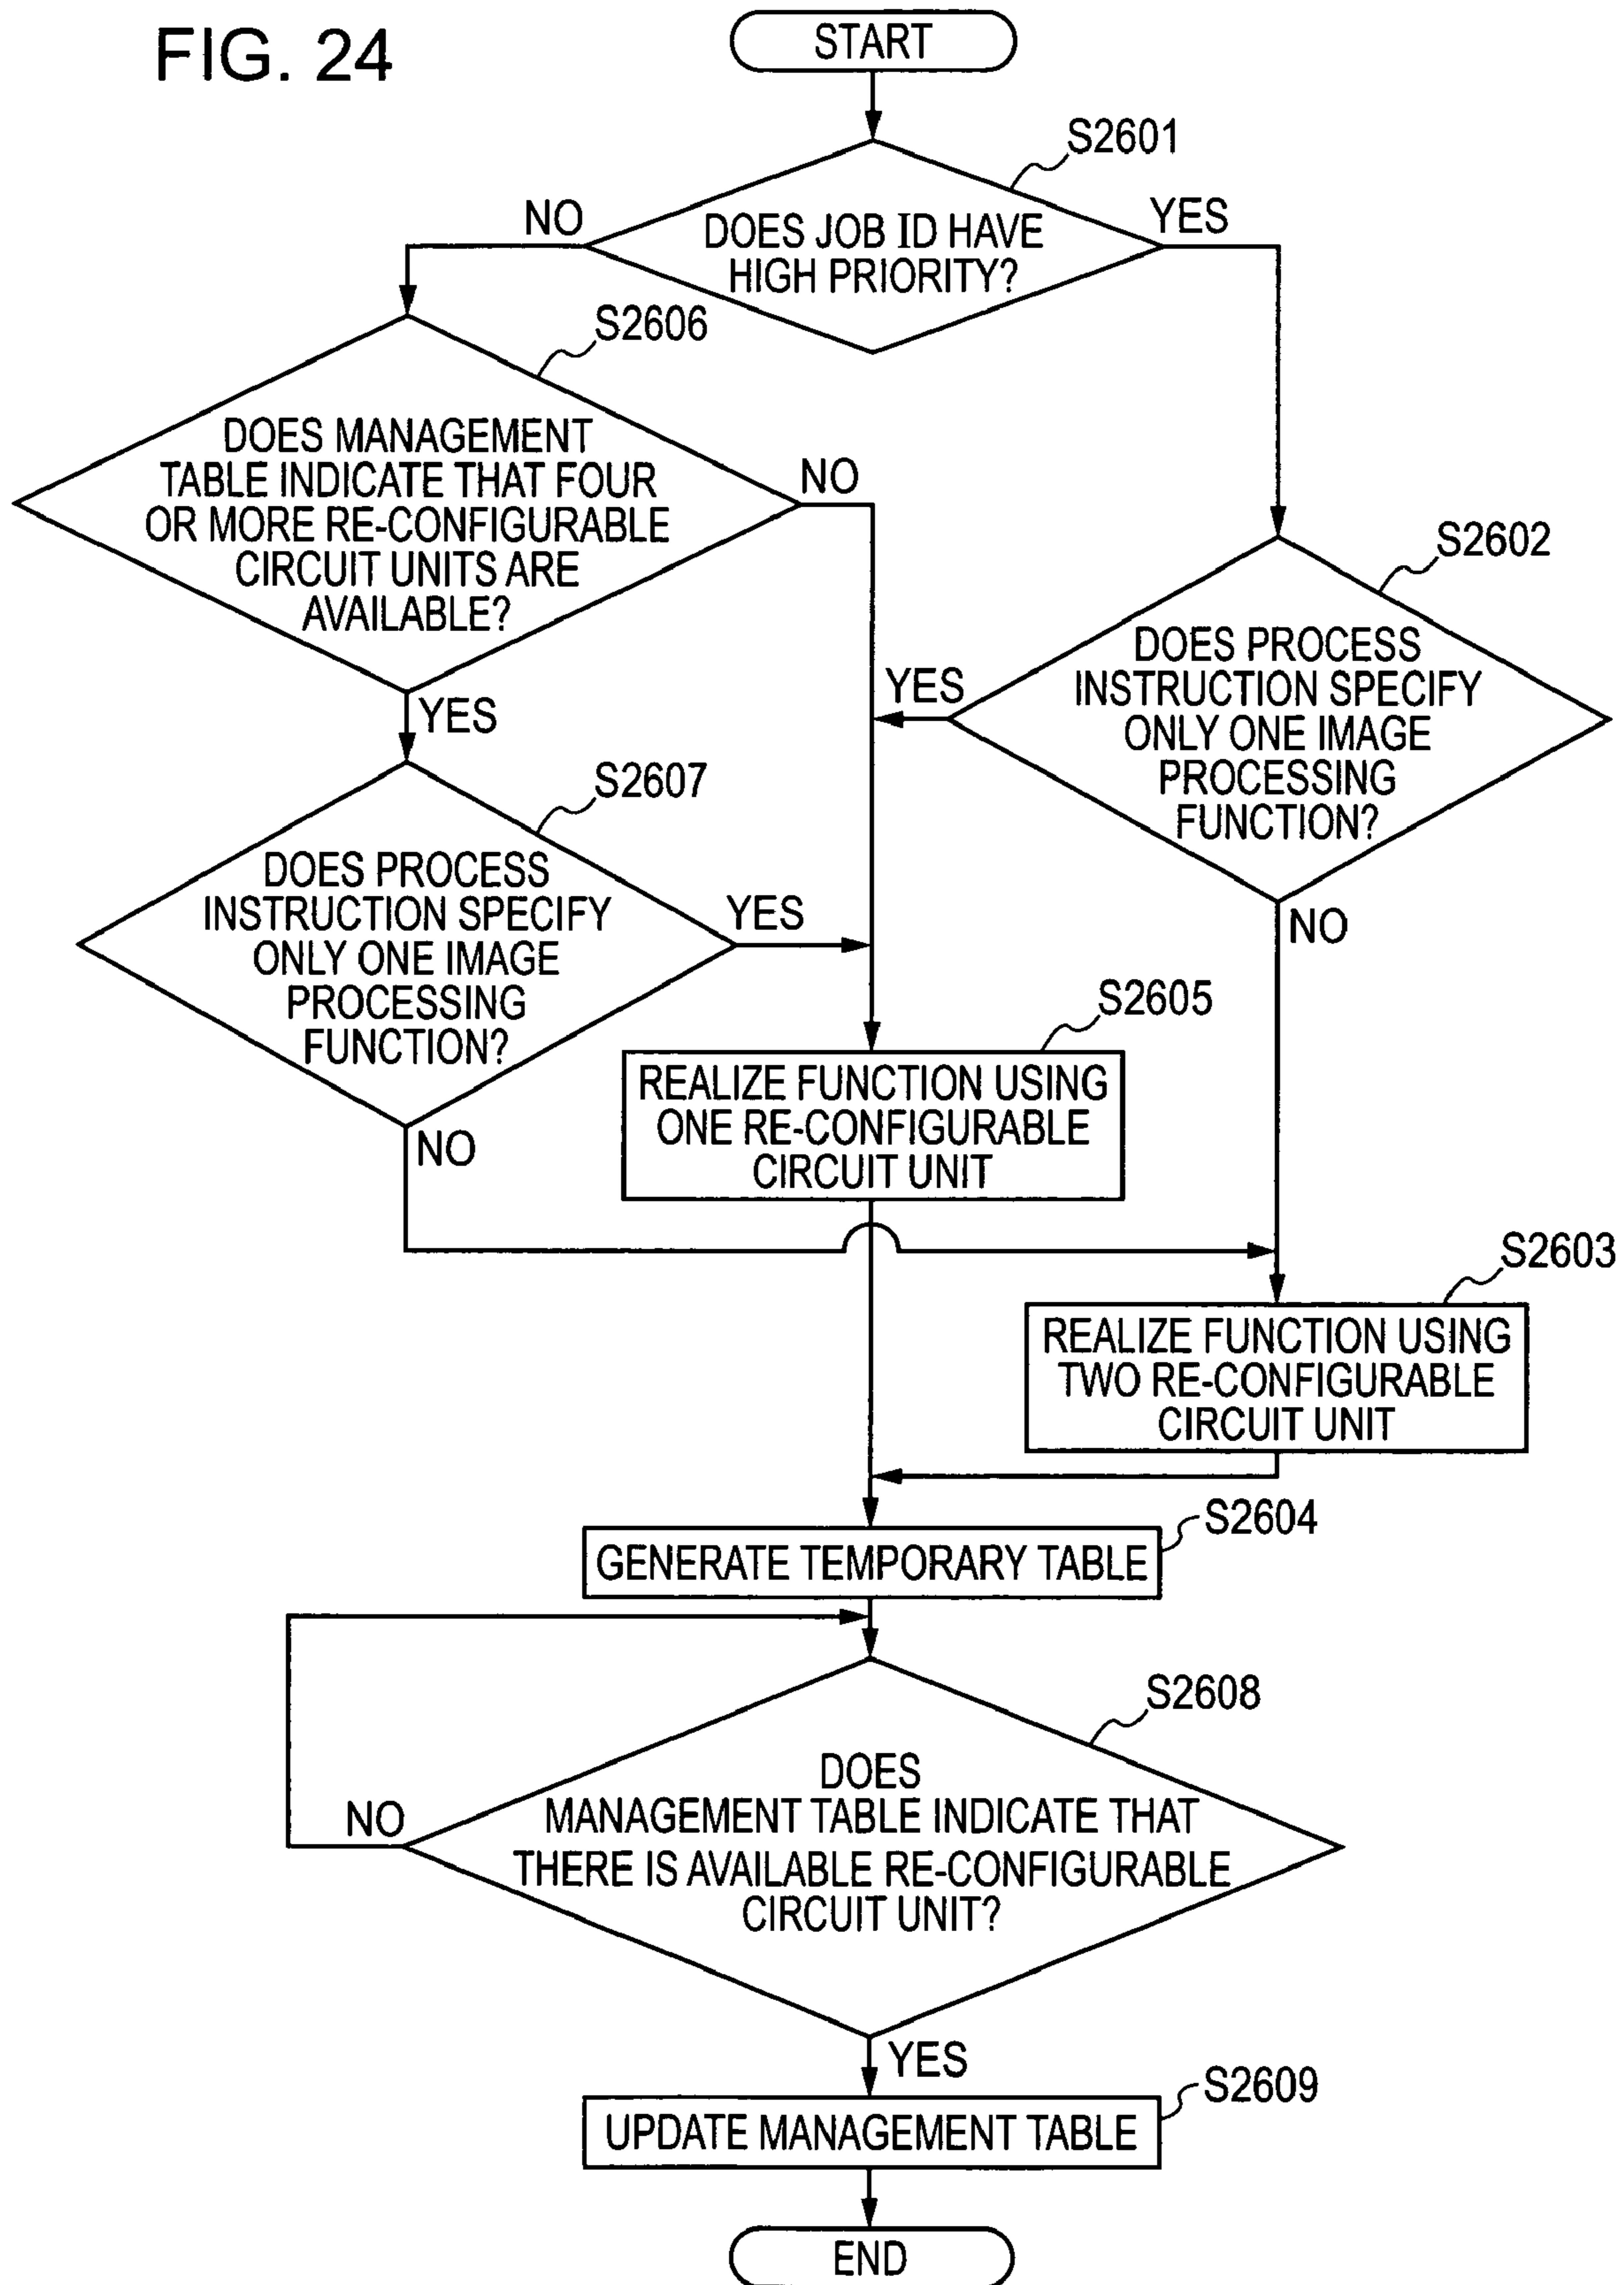 FIG. 24
START
S2601
NO
DOES JOB ID HAVE
HIGH PRIORITY?
YES
S2606
DOES MANAGEMENT
TABLE INDICATE THAT FOUR
OR MORE RE-CONFIGURABLE
CIRCUIT UNITS ARE
AVAILABLE?
NO
YES
S2602
DOES PROCESS
INSTRUCTION SPECIFY
ONLY ONE IMAGE
PROCESSING
FUNCTION?
YES
NO
S2607
DOES PROCESS
INSTRUCTION SPECIFY
ONLY ONE IMAGE
PROCESSING
FUNCTION?
YES
NO
S2605
REALIZE FUNCTION USING
ONE RE-CONFIGURABLE
CIRCUIT UNIT
S2603
REALIZE FUNCTION USING
TWO RE-CONFIGURABLE
CIRCUIT UNIT
S2604
GENERATE TEMPORARY TABLE
S2608
DOES
MANAGEMENT TABLE INDICATE THAT
THERE IS AVAILABLE RE-CONFIGURABLE
CIRCUIT UNIT?
NO
YES
S2609
UPDATE MANAGEMENT TABLE
END